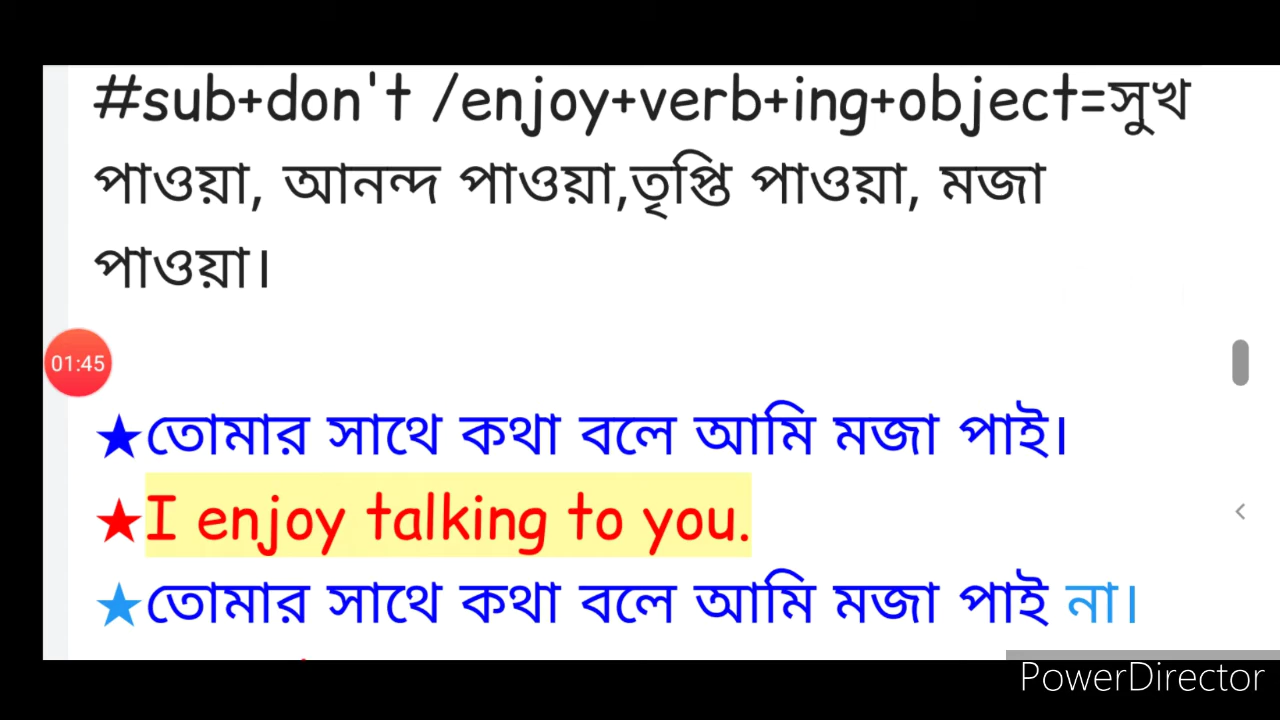 #sub+don't /enjoy+verb+ing+object=সুখ
পাওয়া, আনন্দ পাওয়া,তৃপ্তি পাওয়া, মজা
পাওয়া।
01:45
★তোমার সাথে কথা বলে আমি মজা পাই।
★I enjoy talking to you.
★তোমার সাথে কথা বলে আমি মজা পাই না।
PowerDirector